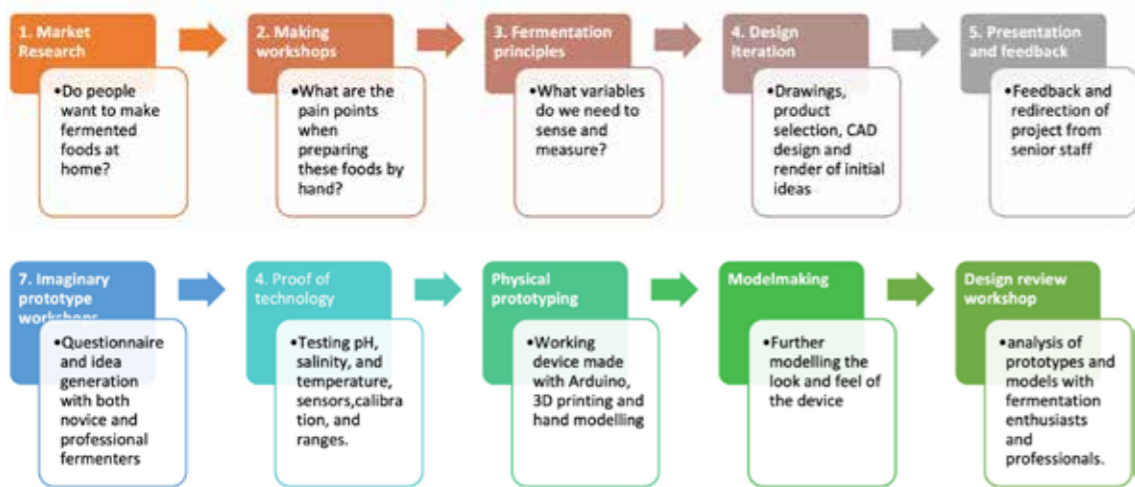 1. Market
Research
•Do people
want to make
fermented
foods at
home?
2. Making
workshops
•What are the
pain points
when
preparing
these foods by
hand?
3. Fermentation
principles
•What variables
do we need to
sense and
measure?
4. Design
Iteration
•Drawings,
product
selection, CAD
design and
render of initial
ideas
5. Presentation
and feedback
•Feedback and
redirection of
project from
senior staff
7. Imaginary
prototype
workshops
•Questionnaire
and idea
generation
with both
novice and
professional
fermenters
4. Proof of
technology
•Testing pH,
salinity, and
temperature,
sensors,calibra
tion, and
ranges.
Physical
prototyping
•Working
device made
with Arduino,
3D printing and
hand modelling
Modelmaking
•Further
modelling the
look and feel of
the device
Design review
workshop
•analysis of
prototypes and
models with
fermentation
enthusiasts
and
professionals.